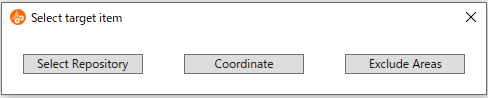 Select target item
Select Repository
Coordinate
Exclude Areas